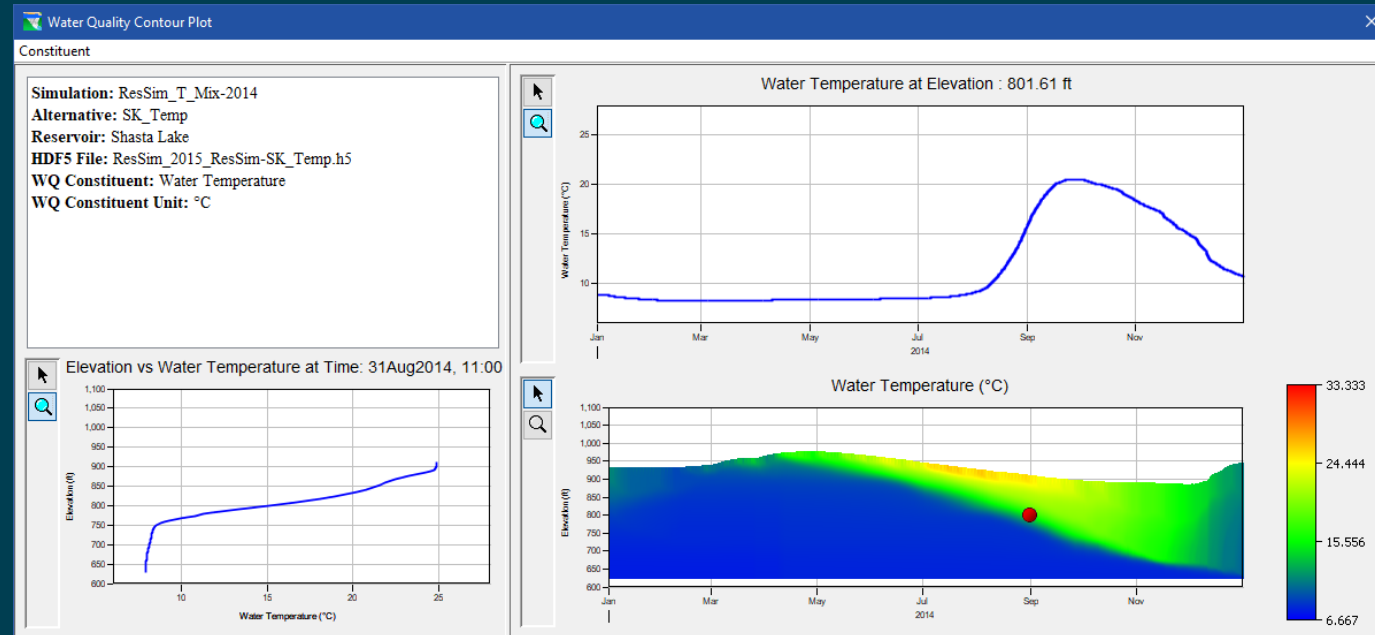 Water Quality Contour Plot
Constituent
Simulation: ResSim_T_Mix-2014
Alternative: SK_Temp
Reservoir: Shasta Lake
HDF5 File: ResSim_2015_ResSim-SK_Temp.h5
WQ Constituent: Water Temperature
WQ Constituent Unit: °C
Water Temperature at Elevation : 801.61 ft
Water Temperature (°C)
25
20
15
10
Jan Mar May Jul Sep Nov
2014
Elevation vs Water Temperature at Time: 31Aug2014, 11:00
Elevation (ft)
1,100
1,050
1,000
950
900
850
800
750
700
650
600
10 15 20 25
Water Temperature (°C)
Water Temperature (°C)
Elevation (ft)
1,100
1,050
1,000
950
900
850
800
750
700
650
600
Jan Mar May Jul Sep Nov
2014
33.333
24.444
15.556
6.667